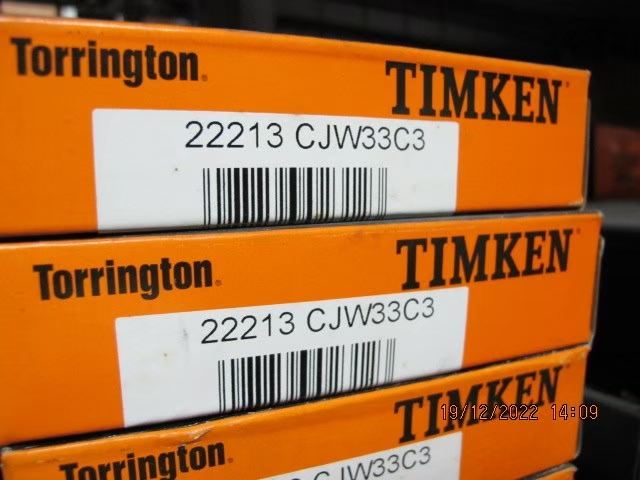 Torrington. TIMKEN
22213 CJW33C3
Torrington. TIMKEN
22213 CJW33C3
TIMKEN
19/12/2022 14:09
Torrington.
CJW33C3